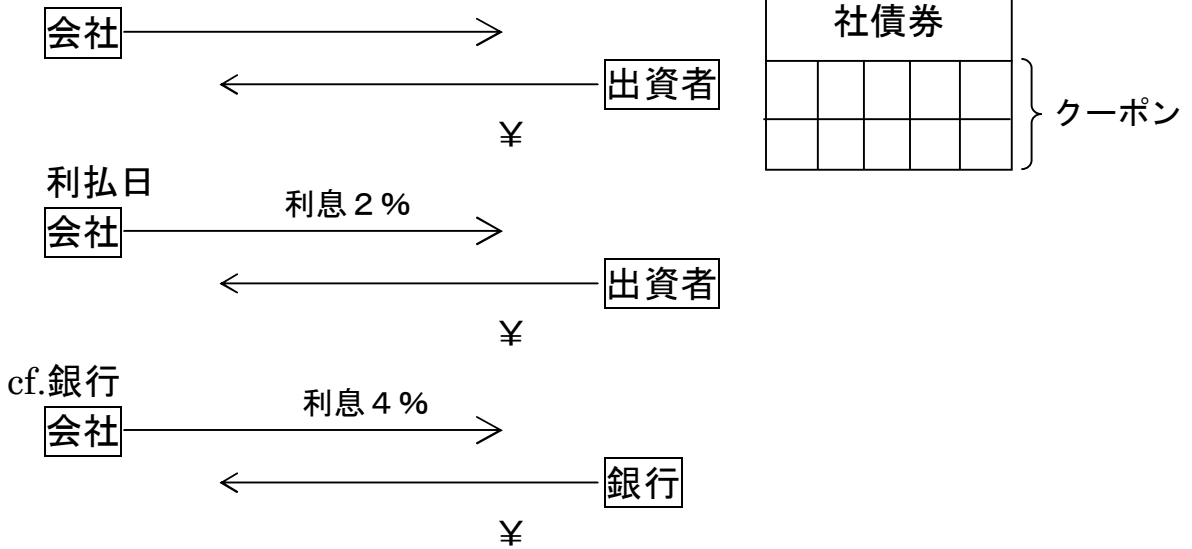 社債券
会社
出資者
クーポン
¥
利払日
利息２%
会社
出資者
¥
cf.銀行
利息４%
会社
銀行
¥